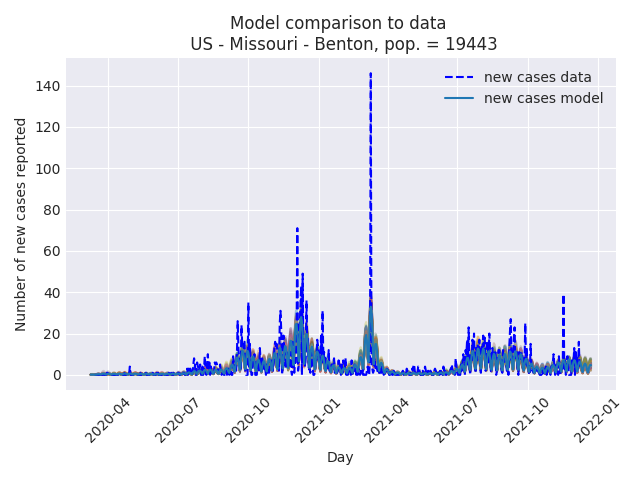 Model comparison to data
US - Missouri - Benton, pop. = 19443
new cases data
new cases model
Number of new cases reported
140
120
100
80
60
40
20
0
2020-04
2020-07
2020-10
2021-01
2021-04
2021-07
2021-10
2022-01
Day